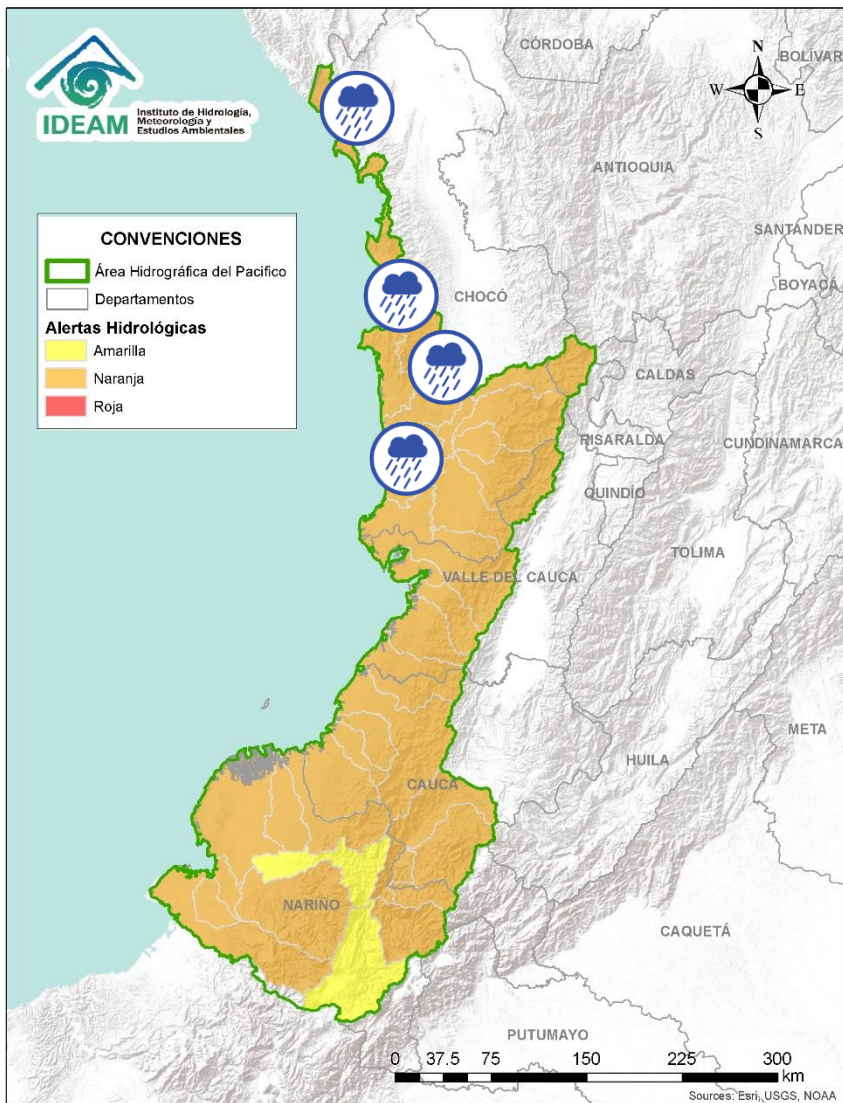 IDEAM
Instituto de Hidrología,
Meteorología y
Estudios Ambientales
N
W E
S
CÓRDOBA
BOLÍVAR
ANTIOQUIA
SANTANDER
BOYACÁ
CHOCÓ
CALDAS
RISARALDA
CUNDINAMARCA
QUINDÍO
TOLIMA
VALLE DEL CAUCA
META
HUILA
CAUCA
NARIÑO
CAQUETÁ
PUTUMAYO
CONVENCIONES
Área Hidrográfica del Pacifico
Departamentos
Alertas Hidrológicas
Amarilla
Naranja
Roja
0 37.5 75 150 225 300
km
Sources: Esri, USGS, NOAA